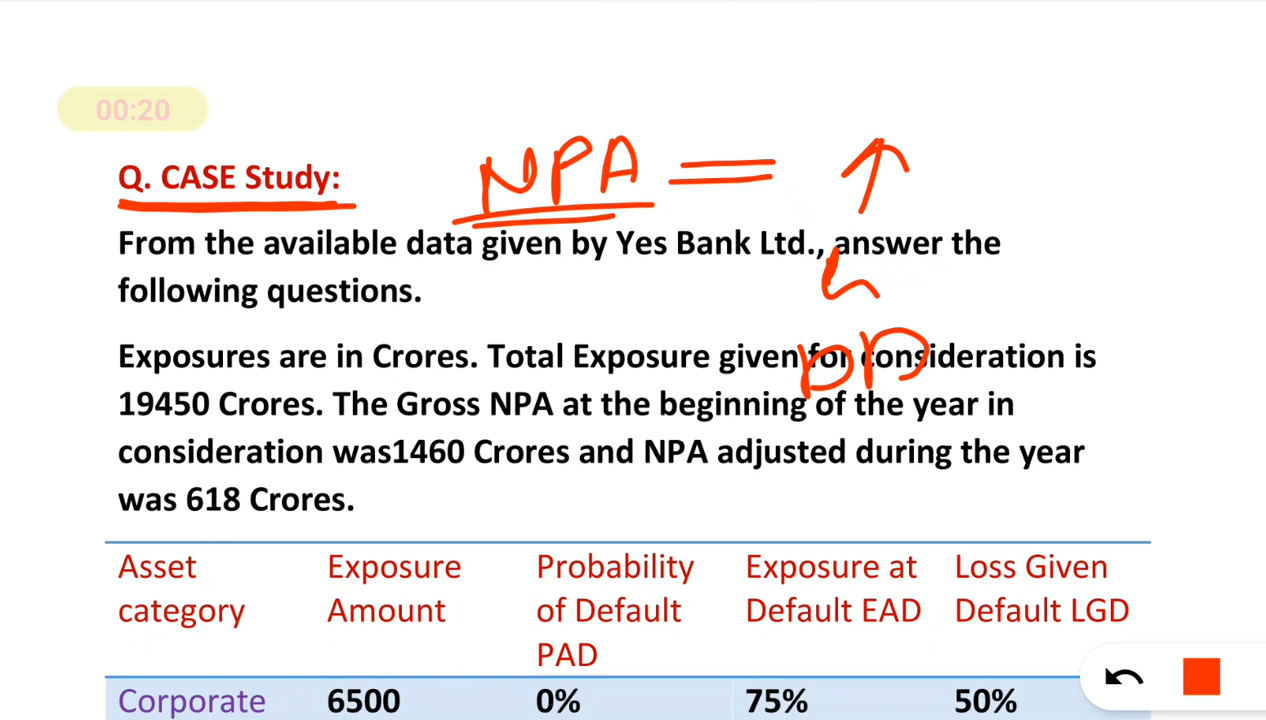 00:20
NPA =
Q. CASE Study:
From the available data given by Yes Bank Ltd., answer the
following questions.
Exposures are in Crores. Total Exposure given for consideration is
19450 Crores. The Gross NPA at the beginning of the year in
consideration was1460 Crores and NPA adjusted during the year
was 618 Crores.
Asset category Exposure Amount Probability of Default PAD Exposure at Default EAD Loss Given Default LGD
Corporate 6500 0% 75% 50%